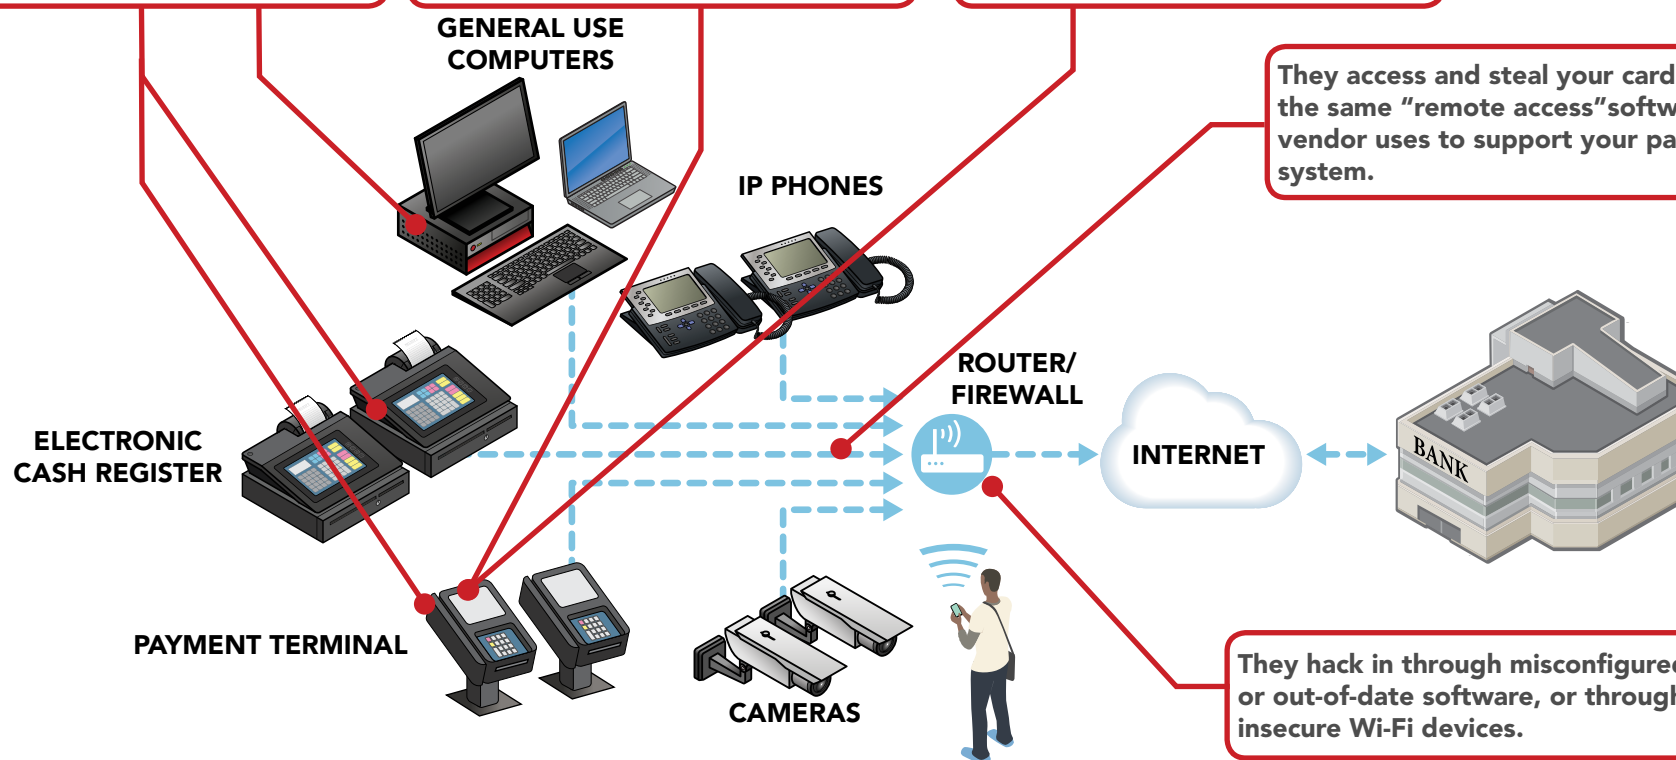 GENERAL USE
COMPUTERS
They access and steal your card
the same “remote access”softw
vendor uses to support your pa
system.
IP PHONES
ROUTER/
FIREWALL
ELECTRONIC
CASH REGISTER
INTERNET
BANK
PAYMENT TERMINAL
CAMERAS
They hack in through misconfigured
or out-of-date software, or through
insecure Wi-Fi devices.